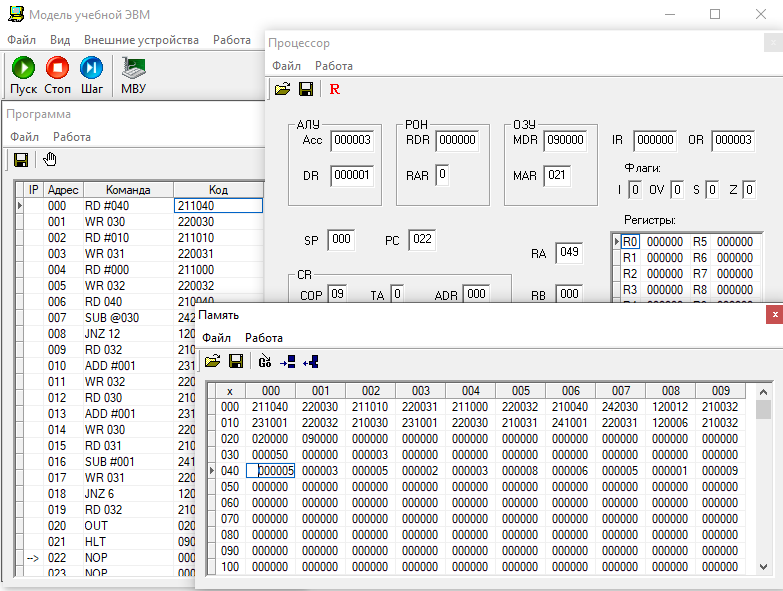 Модель учебной ЭВМ
Файл Вид Внешние устройства Работа
Пуск Стоп Шаг МВУ
Программа
Файл Работа
IP Адрес Команда Код
000 RD #040 211040
001 WR 030 220030
002 RD #010 211010
003 WR 031 220031
004 RD #000 211000
005 WR 032 220032
006 RD 040 210040
007 SUB @030 242
008 JNZ 12 120
009 RD 032 210
010 ADD #001 231
011 WR 032 220
012 RD 030 210
013 ADD #001 231
014 WR 030 220
015 RD 031 210
016 SUB #001 241
017 WR 031 220
018 JNZ 6 120
019 RD 032 210
020 OUT 020
021 HLT 090
--> 022 NOP 000
023 NOP 000
Процессор
Файл Работа
R
АЛУ РОН ОЗУ
Acc 000003 RDR 000000 MDR 090000 IR 000000 OR 000003
Флаги:
DR 000001 RAR 0 MAR 021 I 0 OV 0 S 0 Z 0
Регистры:
SP 000 PC 022 RA 049
R0 000000 R5 000000
R1 000000 R6 000000
R2 000000 R7 000000
R3 000000 R8 000000
CR
COP 09 TA 0 ADR 000 RB 000
Память
x
Файл Работа
Go
x 000 001 002 003 004 005 006 007 008 009
000 211040 220030 211010 220031 211000 220032 210040 242030 120012 210032
010 231001 220032 210030 231001 220030 210031 241001 220031 120006 210032
020 020000 090000 000000 000000 000000 000000 000000 000000 000000 000000
030 000050 000000 000003 000000 000000 000000 000000 000000 000000 000000
040 000005 000003 000005 000002 000003 000008 000006 000005 000001 000009
050 000000 000000 000000 000000 000000 000000 000000 000000 000000 000000
060 000000 000000 000000 000000 000000 000000 000000 000000 000000 000000
070 000000 000000 000000 000000 000000 000000 000000 000000 000000 000000
080 000000 000000 000000 000000 000000 000000 000000 000000 000000 000000
090 000000 000000 000000 000000 000000 000000 000000 000000 000000 000000
100 000000 000000 000000 000000 000000 000000 000000 000000 000000 000000